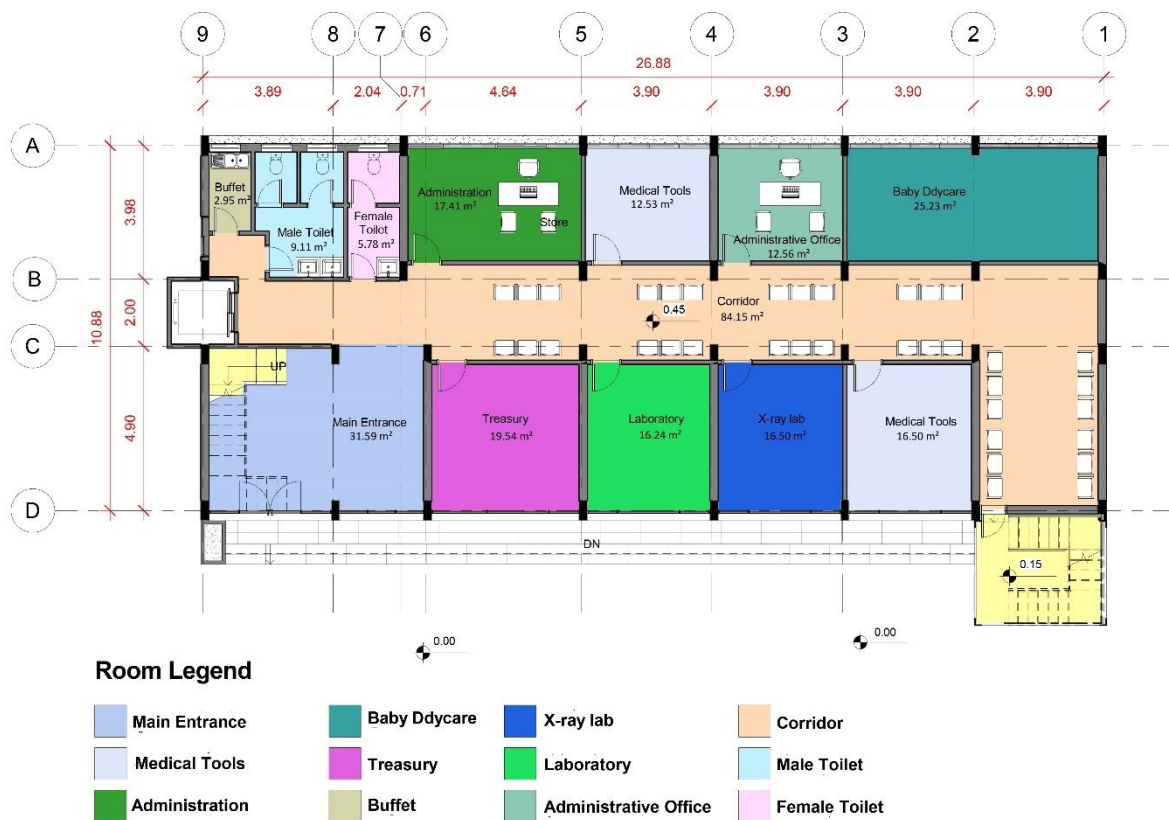 9 8 7 6 5 4 3 2 1
26.88
3.89 2.04 0.71 4.64 3.90 3.90 3.90 3.90
A
B
C
D
3.98
2.00
10.88
4.90
Buffet
2.95 m²
Male Toilet
9.11 m²
Female
Toilot
5.78 m²
Administration
17.41 m²
Store
Medical Tools
12.53 m²
Administrative Office
12.56 m²
Baby Ddycare
25.23 m²
Corridor
84.15 m²
0.45
UP
Main Entrance
31.59 m²
Treasury
19.54 m²
Laboratory
16.24 m²
X-ray lab
16.50 m²
Medical Tools
16.50 m²
DN
0.15
0.00
0.00
Room Legend
Main Entrance
Baby Ddycare
X-ray lab
Corridor
Medical Tools
Treasury
Laboratory
Male Toilet
Administration
Buffet
Administrative Office
Female Toilet